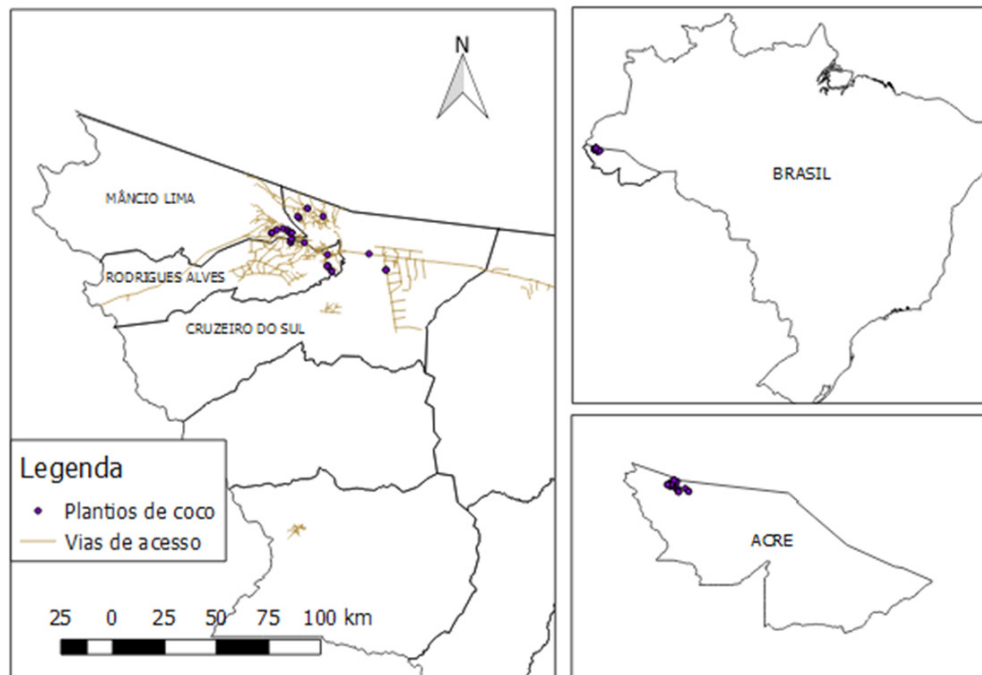 N
MÂNCIO LIMA
RODRIGUES ALVES
CRUZEIRO DO SUL
Legenda
Plantios de coco
Vias de acesso
25 0 25 50 75 100 km
BRASIL
ACRE